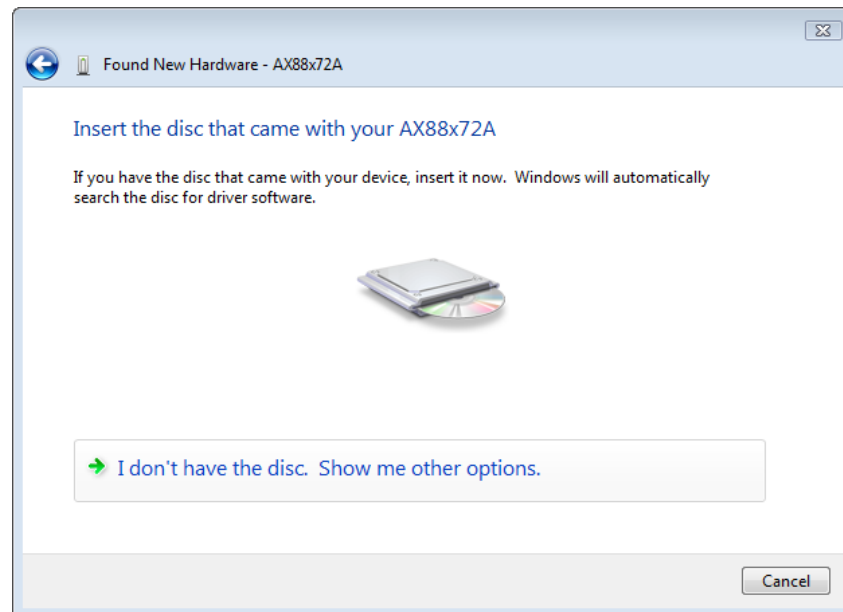 Found New Hardware - AX88x72A
Insert the disc that came with your AX88x72A
If you have the disc that came with your device, insert it now.  Windows will automatically
search the disc for driver software.
I don't have the disc.  Show me other options.
Cancel